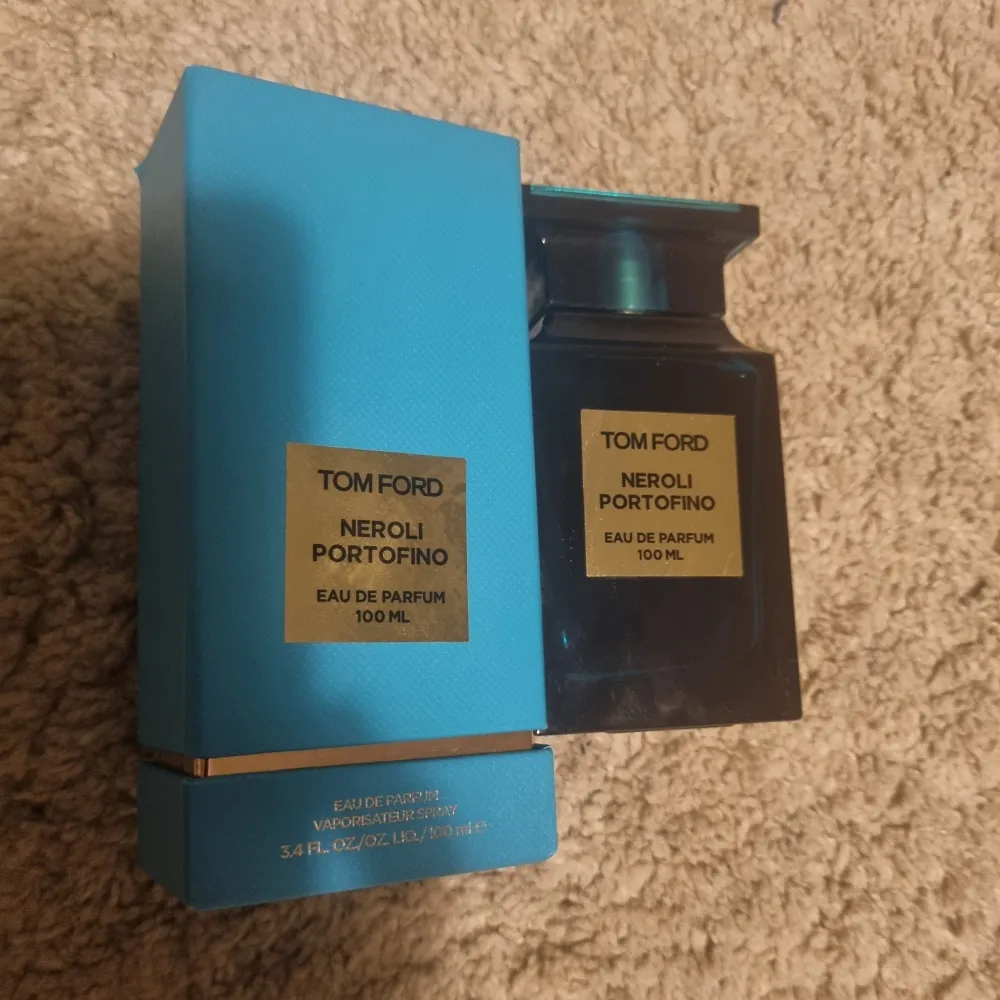 TOM FORD
NEROLI
PORTOFINO
EAU DE PARFUM
100 ML
EAU DE PARFUM
VAPORISATEUR SPRAY
3.4 FL. OZ./OZ. LIQ./100 ml e
TOM FORD
NEROLI
PORTOFINO
EAU DE PARFUM
100 ML